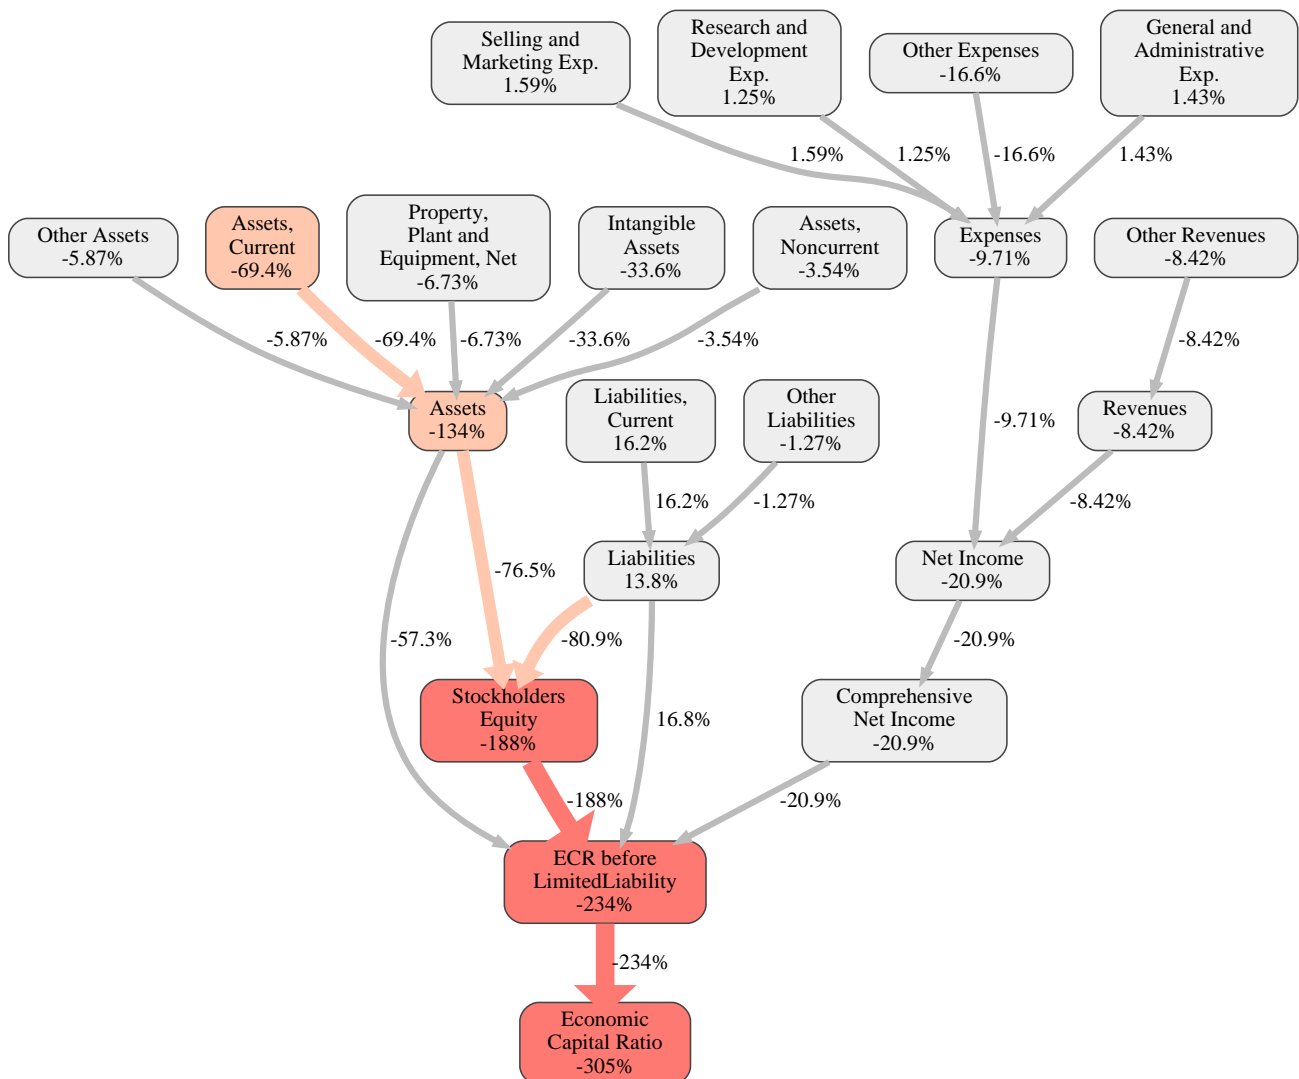 Selling and
Marketing Exp.
1.59%
Research and
Development
Exp.
1.25%
Other Expenses
-16.6%
General and
Administrative
Exp.
1.43%
1.59%
1.25%
-16.6%
1.43%
Other Assets
-5.87%
Assets,
Current
-69.4%
Property,
Plant and
Equipment, Net
-6.73%
Intangible
Assets
-33.6%
Assets,
Noncurrent
-3.54%
Expenses
-9.71%
Other Revenues
-8.42%
-5.87%
-69.4%
-6.73%
-33.6%
-3.54%
-8.42%
Assets
-134%
Liabilities,
Current
16.2%
Other
Liabilities
-1.27%
-9.71%
Revenues
-8.42%
16.2%
-1.27%
-8.42%
-76.5%
Liabilities
13.8%
Net Income
-20.9%
-57.3%
-80.9%
-20.9%
Stockholders
Equity
-188%
16.8%
Comprehensive
Net Income
-20.9%
-188%
-20.9%
ECR before
LimitedLiability
-234%
-234%
Economic
Capital Ratio
-305%